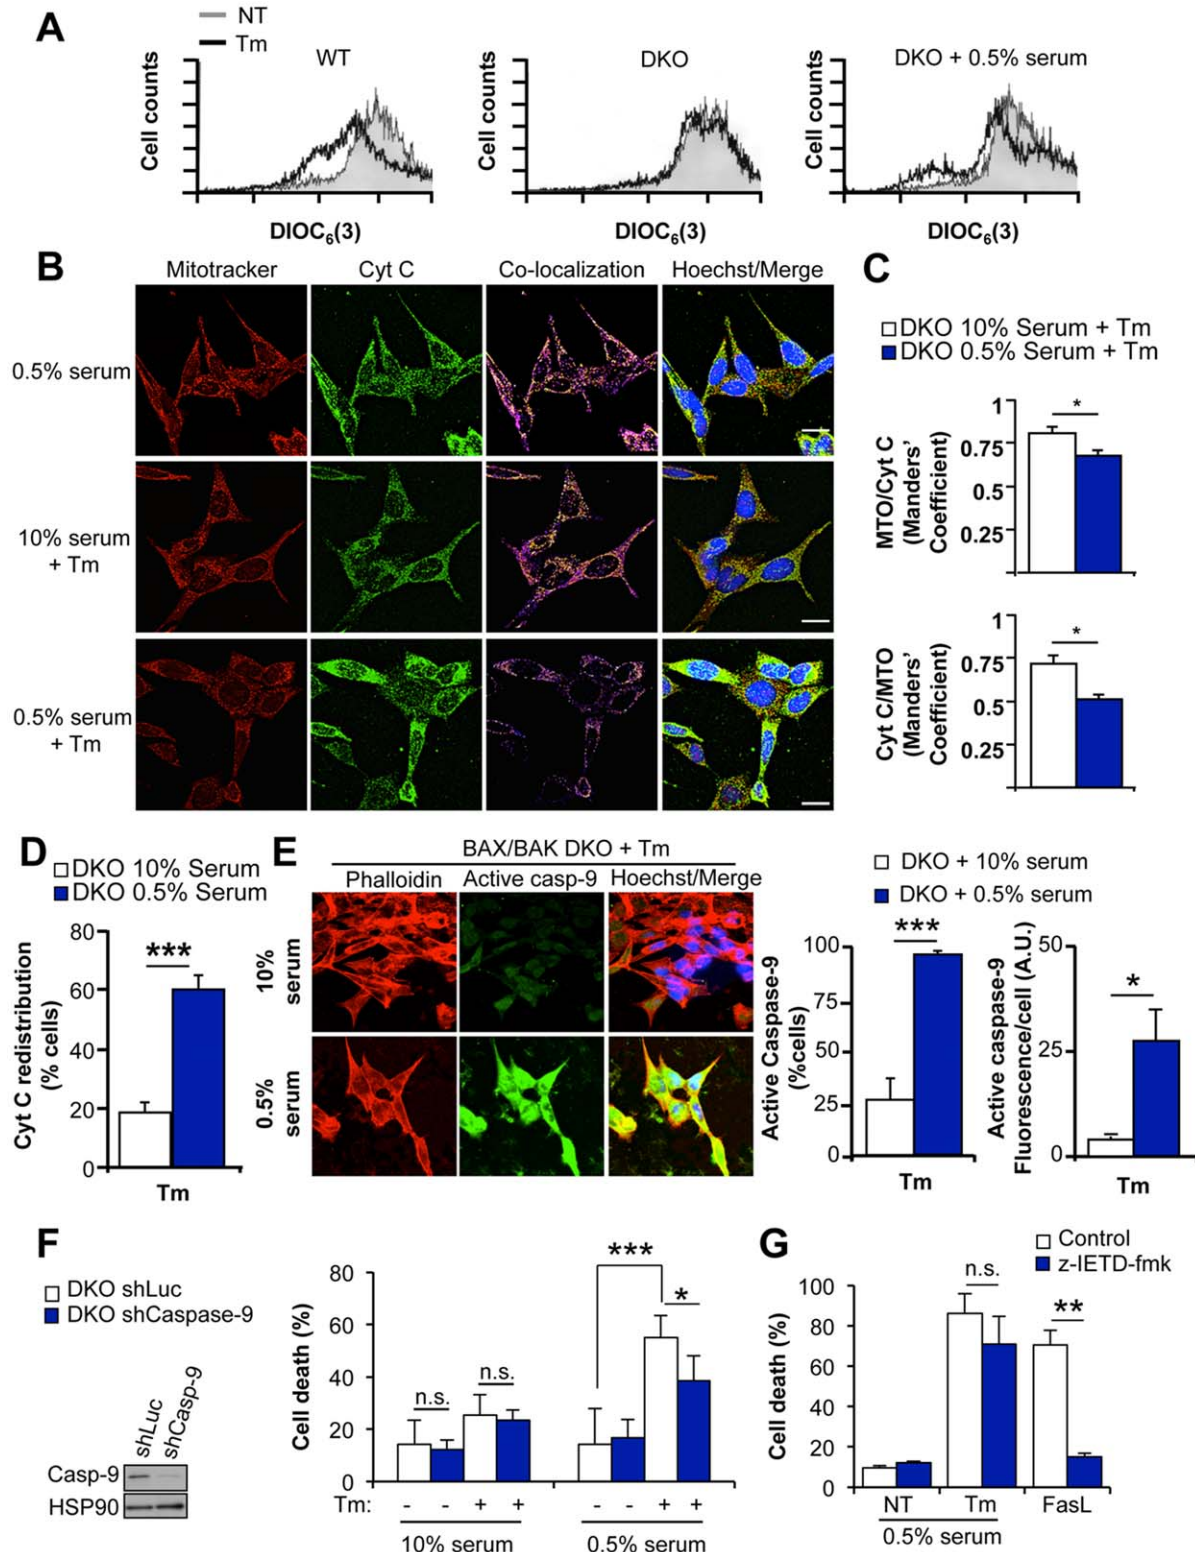 A
NT
Tm
WT
DKO
DKO + 0.5% serum
Cell counts
Cell counts
Cell counts
DIOC6(3)
DIOC6(3)
DIOC6(3)
B
Mitotracker
Cyt C
Co-localization
Hoechst/Merge
0.5% serum
10% serum
+ Tm
0.5% serum
+ Tm
C
DKO 10% Serum + Tm
DKO 0.5% Serum + Tm
MTO/Cyt C
(Manders'
Coefficient)
1
0.75
0.5
0.25
*
Cyt C/MTO
(Manders'
Coefficient)
1
0.75
0.5
0.25
*
D
DKO 10% Serum
DKO 0.5% Serum
Cyt C redistribution
(% cells)
80
60
40
20
0
***
Tm
E
BAX/BAK DKO + Tm
Phalloidin
Active casp-9
Hoechst/Merge
10%
serum
0.5%
serum
DKO + 10% serum
DKO + 0.5% serum
Active Caspase-9
(%cells)
100
75
50
25
0
***
Tm
Active caspase-9
Fluorescence/cell (A.U.)
50
25
0
*
Tm
F
DKO shLuc
DKO shCaspase-9
shLuc
shCasp-9
Casp-9
HSP90
Cell death (%)
80
60
40
20
0
n.s.
n.s.
***
*
Tm: - - + + - - + +
10% serum
0.5% serum
G
Control
z-IETD-fmk
Cell death (%)
100
80
60
40
20
0
n.s.
**
NT
Tm
FasL
0.5% serum